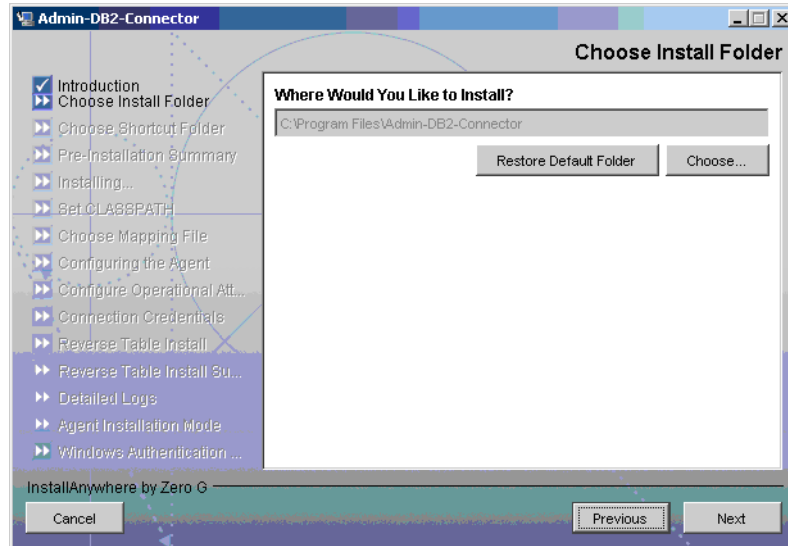 Admin-DB2-Connector
Choose Install Folder
Introduction
Choose Install Folder
Choose Shortcut Folder
Pre-Installation Summary
Installing...
Set CLASSPATH
Choose Mapping File
Configuring the Agent
Configure Operational Att...
Connection Credentials
Reverse Table Install
Reverse Table Install Su...
Detailed Logs
Agent Installation Mode
Windows Authentication ...
Where Would You Like to Install?
C:\Program Files\Admin-DB2-Connector
Restore Default Folder
Choose...
InstallAnywhere by Zero G
Cancel
Previous
Next